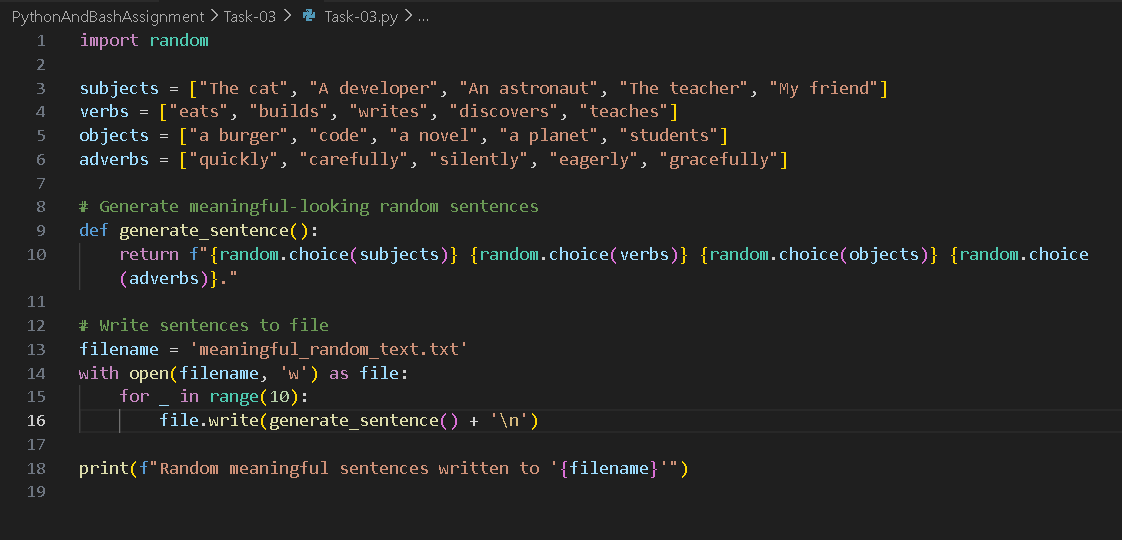 PythonAndBashAssignment > Task-03 > Task-03.py > ...
1 import random
2
3 subjects = ["The cat", "A developer", "An astronaut", "The teacher", "My friend"]
4 verbs = ["eats", "builds", "writes", "discovers", "teaches"]
5 objects = ["a burger", "code", "a novel", "a planet", "students"]
6 adverbs = ["quickly", "carefully", "silently", "eagerly", "gracefully"]
7
8 # Generate meaningful-looking random sentences
9 def generate_sentence():
10 return f"{random.choice(subjects)} {random.choice(verbs)} {random.choice(objects)} {random.choice
(adverbs)}."
11
12 # Write sentences to file
13 filename = 'meaningful_random_text.txt'
14 with open(filename, 'w') as file:
15 for _ in range(10):
16 file.write(generate_sentence() + '\n')
17
18 print(f"Random meaningful sentences written to '{filename}'")
19